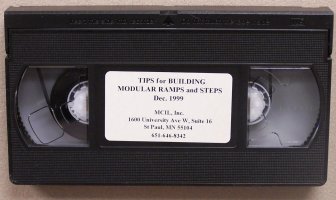 TIPS for BUILDING
MODULAR RAMPS and STEPS
Dec. 1999
MCIL, Inc.
1600 University Ave W, Suite 16
St Paul, MN 55104
651-646-8342